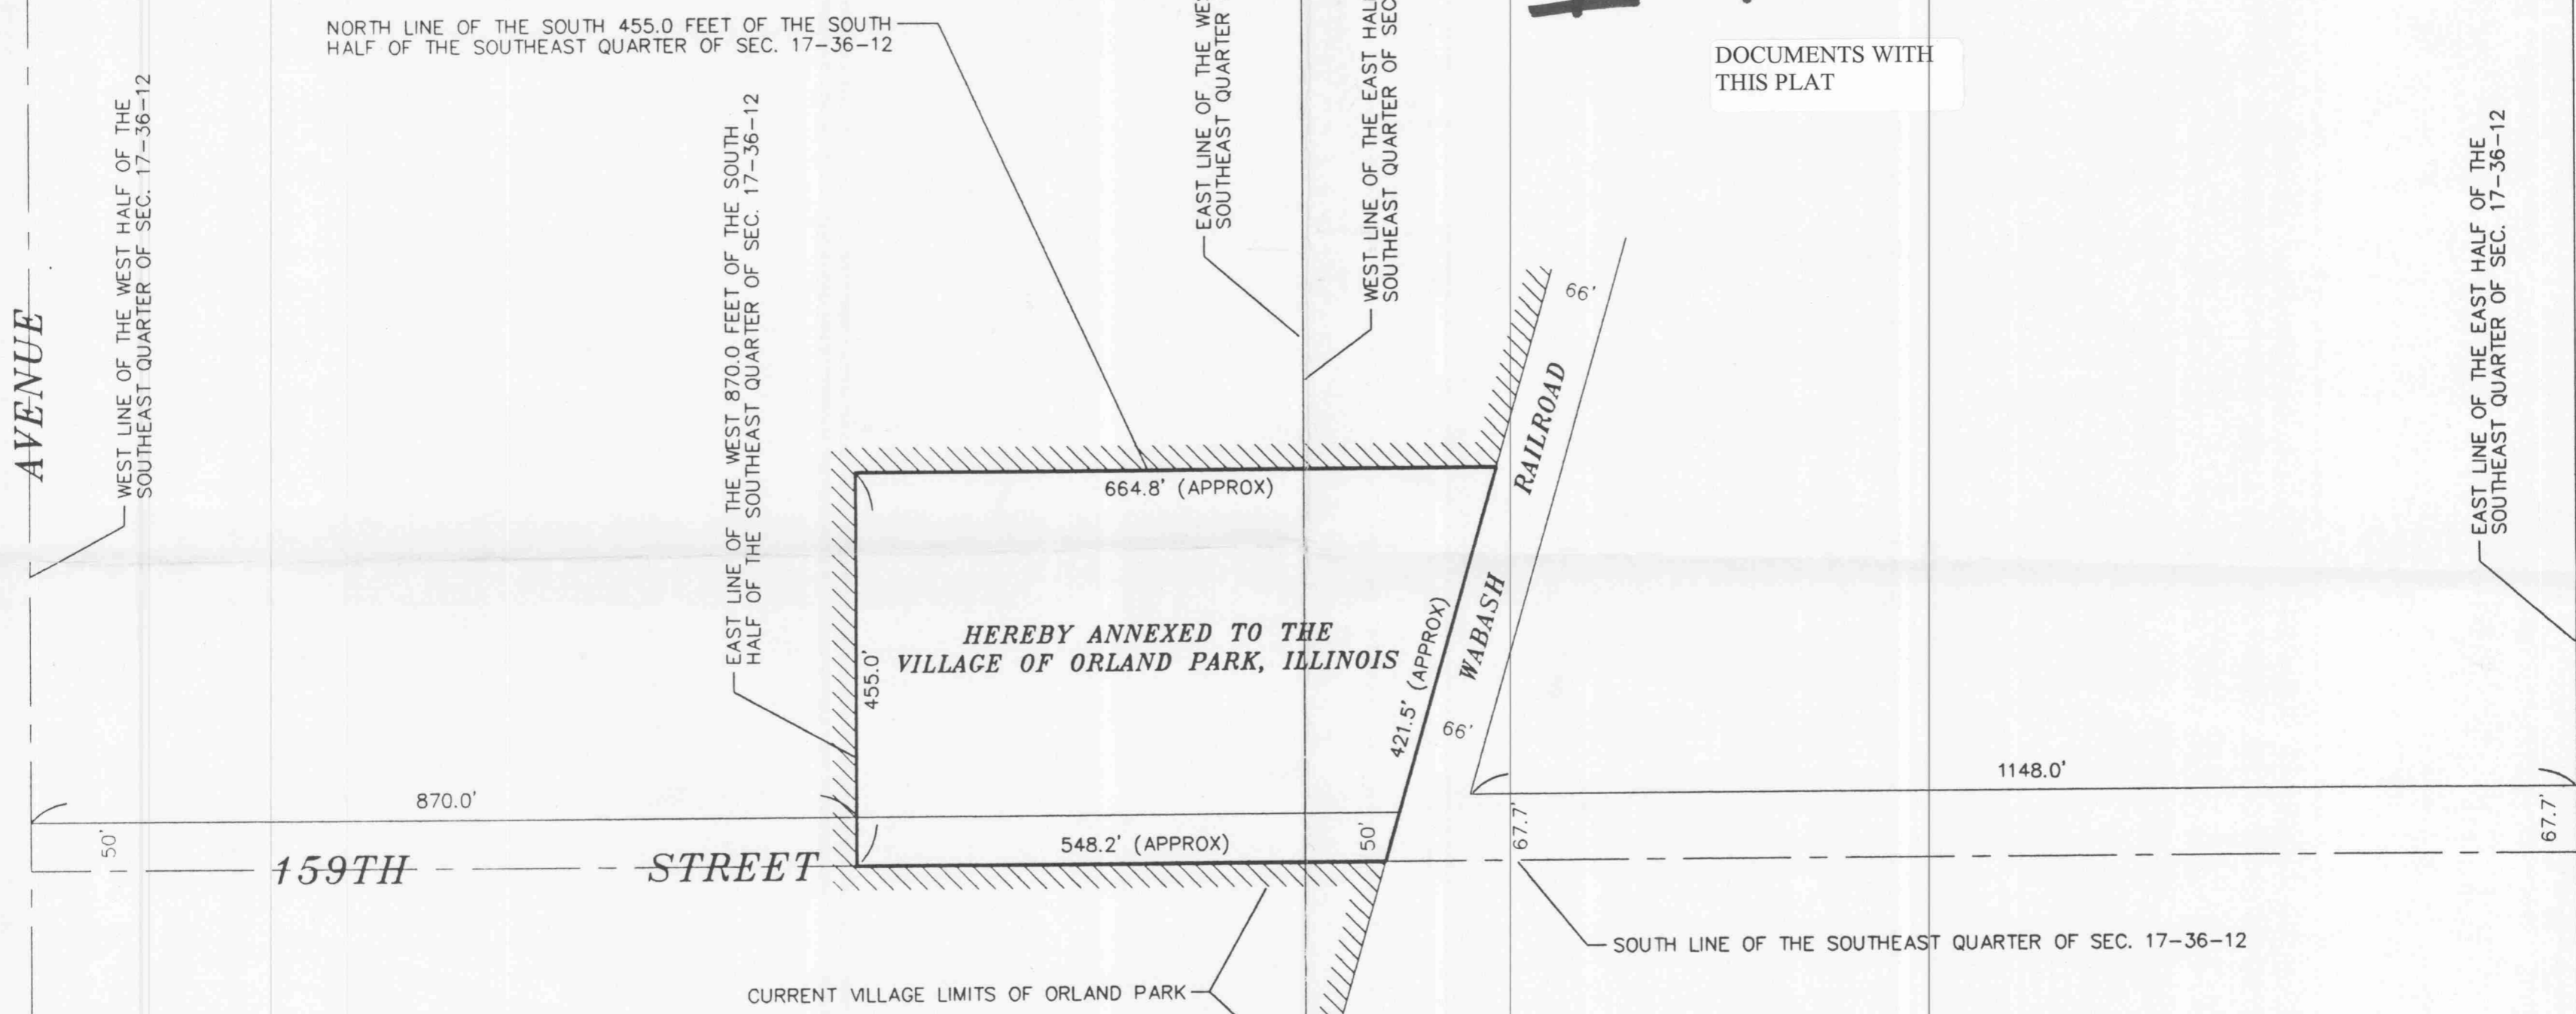 NORTH LINE OF THE SOUTH 455.0 FEET OF THE SOUTH
HALF OF THE SOUTHEAST QUARTER OF SEC. 17-36-12
DOCUMENTS WITH
THIS PLAT
AVENUE
WEST LINE OF THE WEST HALF OF THE
SOUTHEAST QUARTER OF SEC. 17-36-12
EAST LINE OF THE WEST 870.0 FEET OF THE SOUTH
HALF OF THE SOUTHEAST QUARTER OF SEC. 17-36-12
EAST LINE OF THE
SOUTHEAST QUARTER
WEST LINE OF THE EAST
SOUTHEAST QUARTER OF
EAST LINE OF THE EAST HALF OF THE
SOUTHEAST QUARTER OF SEC. 17-36-12
66'
WABASH RAILROAD
664.8' (APPROX)
455.0'
HEREBY ANNEXED TO THE
VILLAGE OF ORLAND PARK, ILLINOIS
421.5' (APPROX)
66'
1148.0'
870.0'
50'
548.2' (APPROX)
50'
67.7'
67.7'
159TH STREET
SOUTH LINE OF THE SOUTHEAST QUARTER OF SEC. 17-36-12
CURRENT VILLAGE LIMITS OF ORLAND PARK